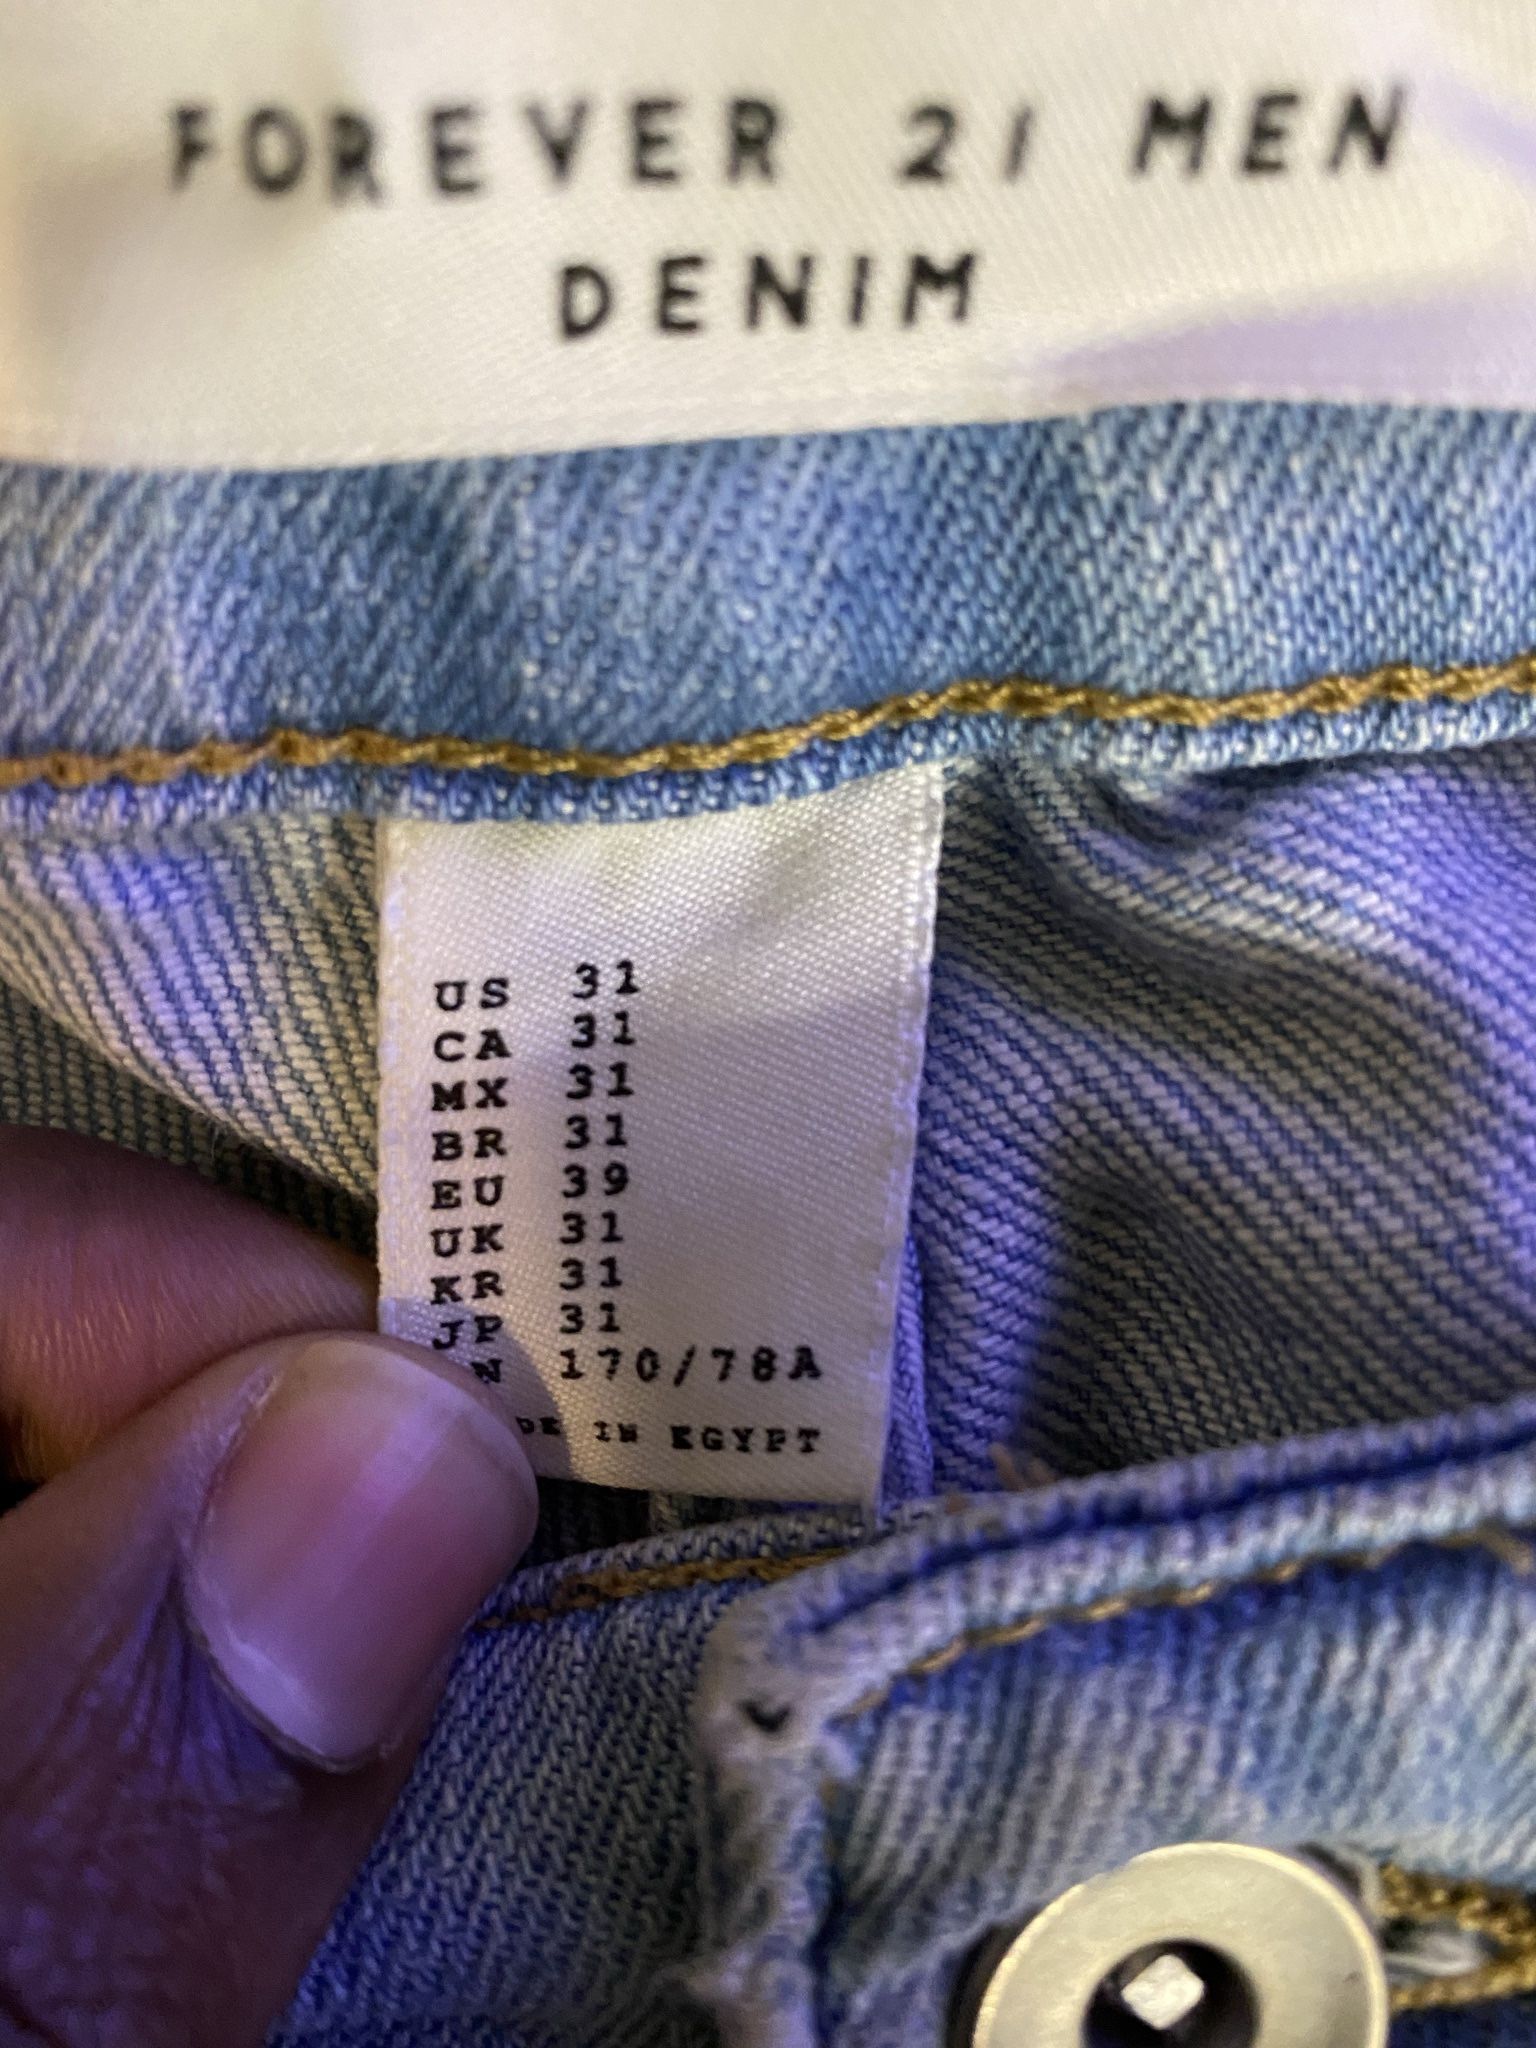 FOREVER 21 MEN
DENIM
US 31
CA 31
MX 31
BR 31
EU 39
UK 31
KR 31
JP 31
N 170/78A
DE IN EGYPT